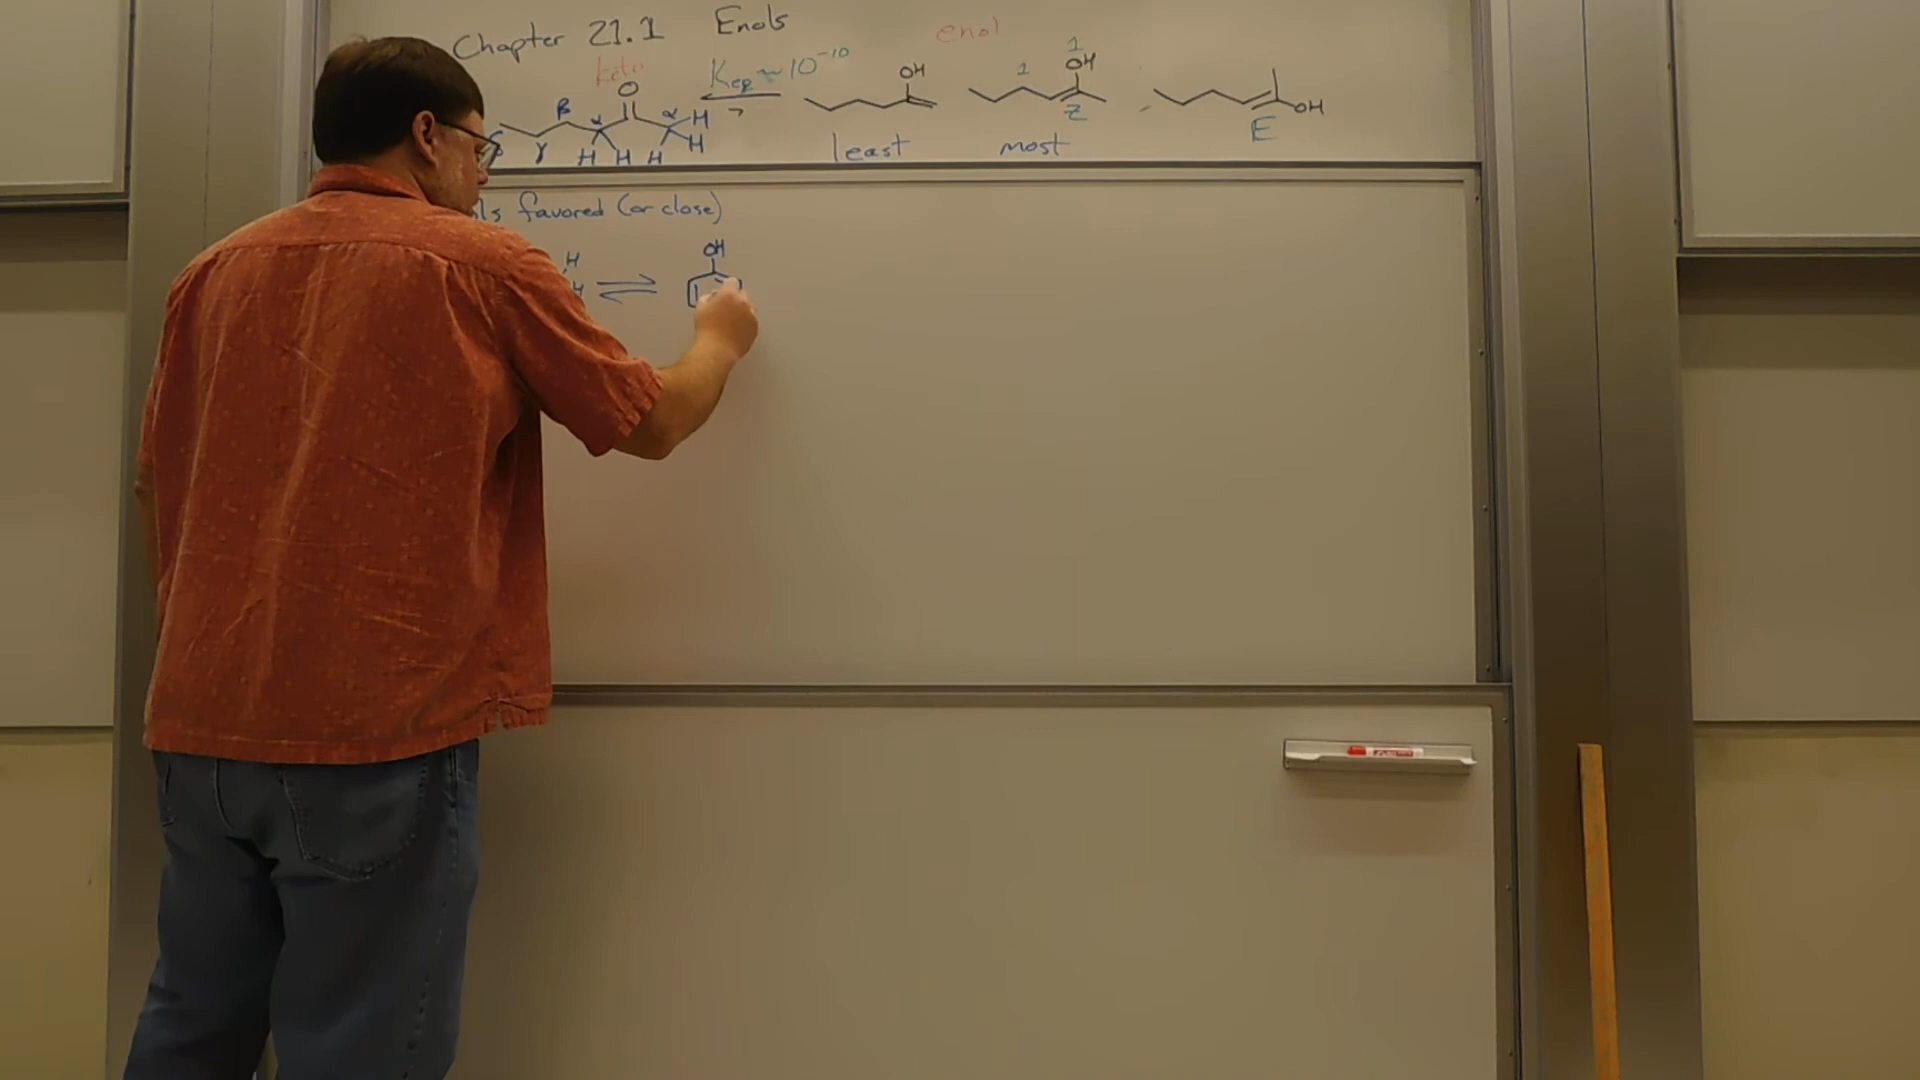 Chapter 21.1 Enols
keto Keq ~ 10⁻¹⁰ enol
O OH 1 1 OH OH
β α α H H Z E
γ H H H least most
ls favored (or close)
H OH
H